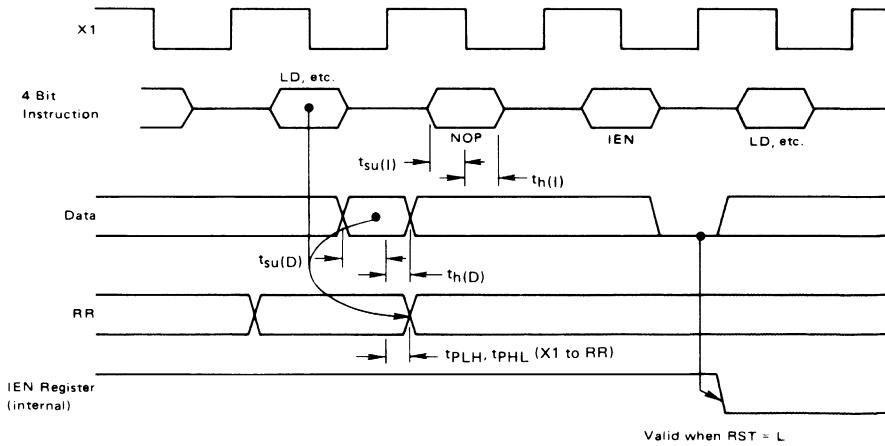 X1
LD, etc.
4 Bit
Instruction
NOP
IEN
LD, etc.
tsu(I)
th(I)
Data
tsu(D)
th(D)
RR
tPLH, tPHL (X1 to RR)
IEN Register
(internal)
Valid when RST = L